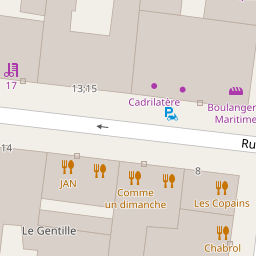 17
13;15
Cadrilatère
Boulanger
Maritime
Ru
14
JAN
Comme
un dimanche
8
Les Copains
Le Gentille
Chabrol